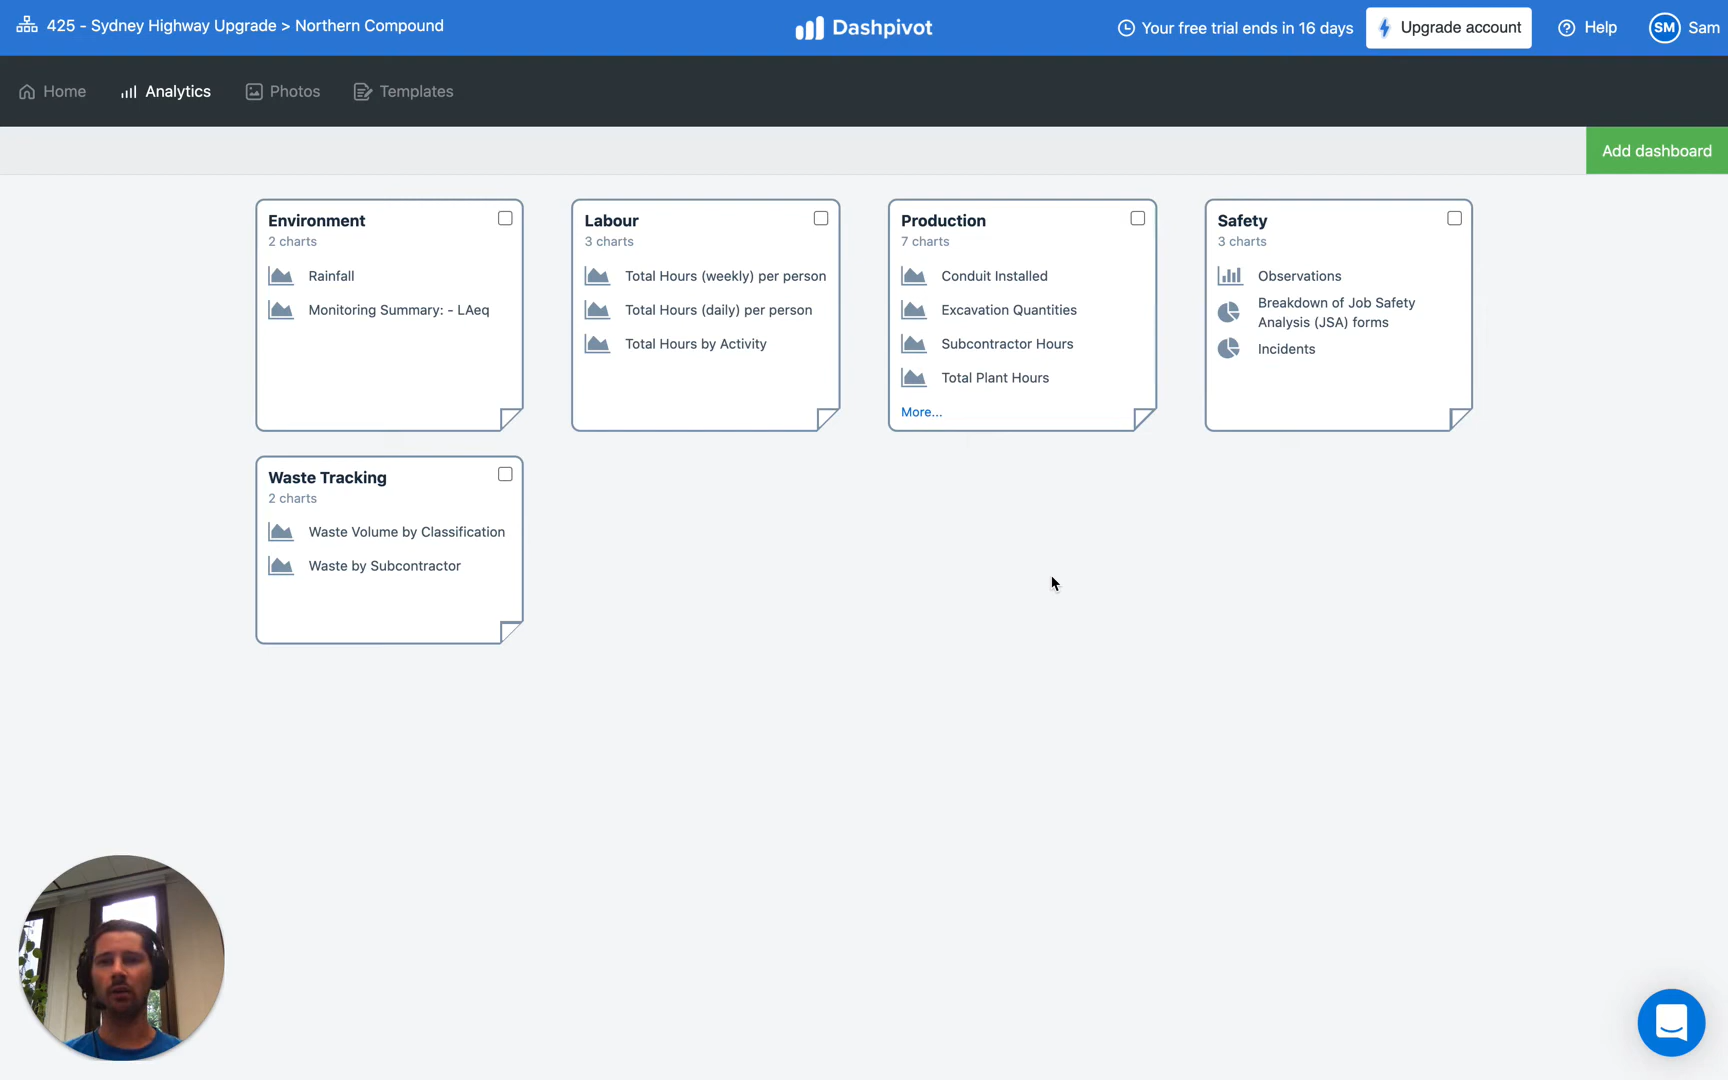 425 - Sydney Highway Upgrade > Northern Compound
Dashpivot
Your free trial ends in 16 days
Upgrade account
Help
SM
Sam
Home
Analytics
Photos
Templates
Add dashboard
Environment
2 charts
Rainfall
Monitoring Summary: - LAeq
Labour
3 charts
Total Hours (weekly) per person
Total Hours (daily) per person
Total Hours by Activity
Production
7 charts
Conduit Installed
Excavation Quantities
Subcontractor Hours
Total Plant Hours
More...
Safety
3 charts
Observations
Breakdown of Job Safety
Analysis (JSA) forms
Incidents
Waste Tracking
2 charts
Waste Volume by Classification
Waste by Subcontractor